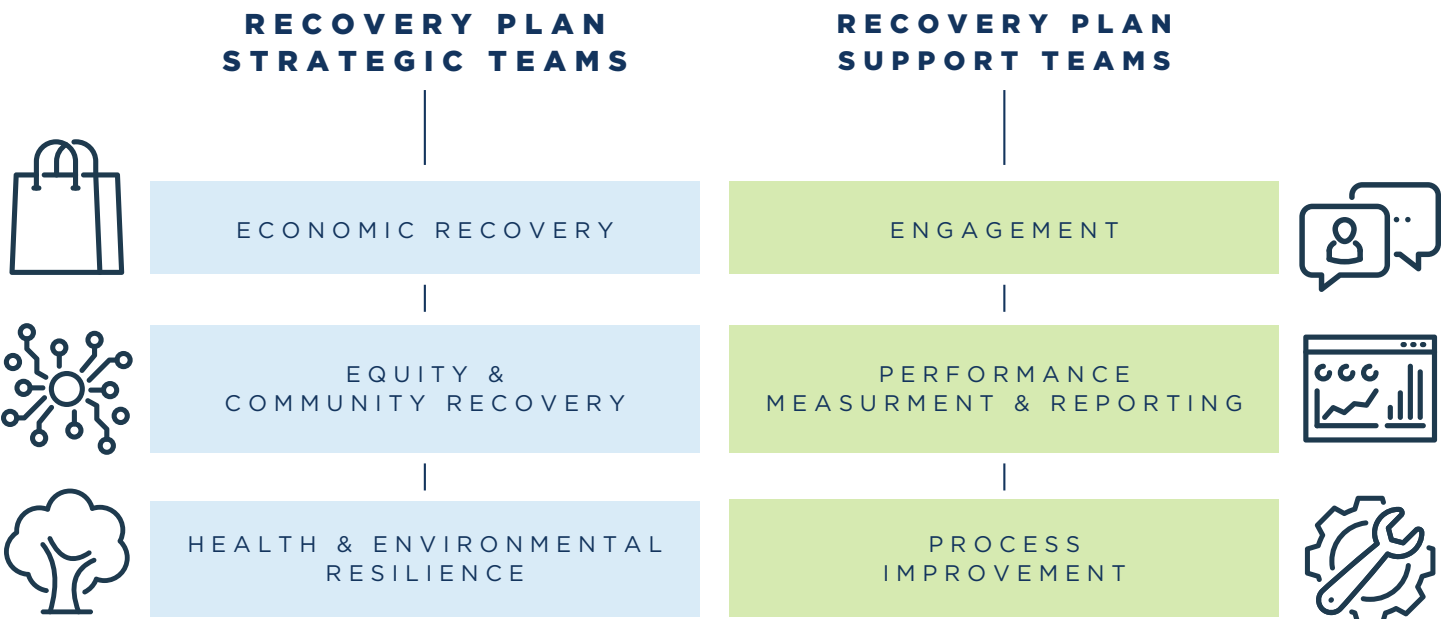 RECOVERY PLAN
STRATEGIC TEAMS
ECONOMIC RECOVERY
EQUITY &
COMMUNITY RECOVERY
HEALTH & ENVIRONMENTAL
RESILIENCE
RECOVERY PLAN
SUPPORT TEAMS
ENGAGEMENT
PERFORMANCE
MEASURMENT & REPORTING
PROCESS
IMPROVEMENT